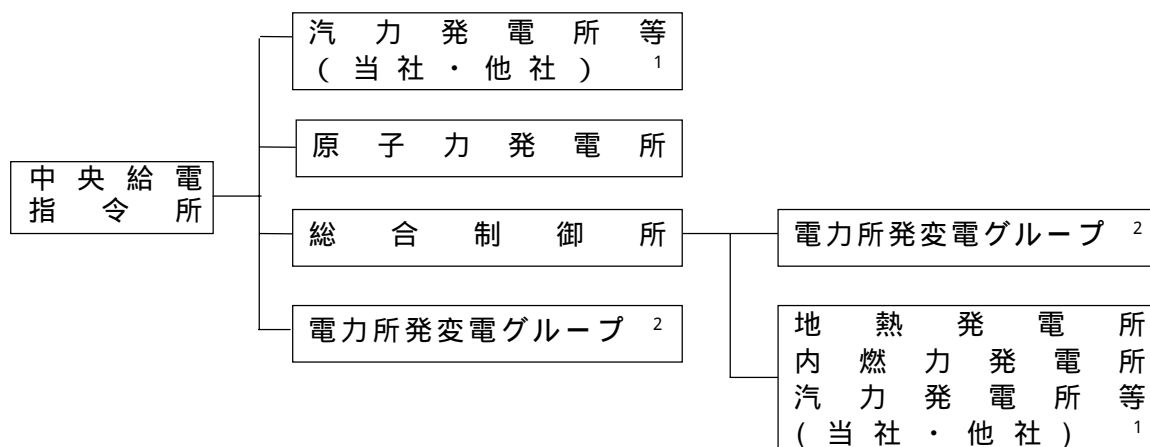 中央給電
指令所
汽力発電所等
(当社・他社) 1
原子力発電所
総合制御所
電力所発変電グループ 2
電力所発変電グループ 2
地熱発電所
内燃力発電所
汽力発電所等
(当社・他社) 1